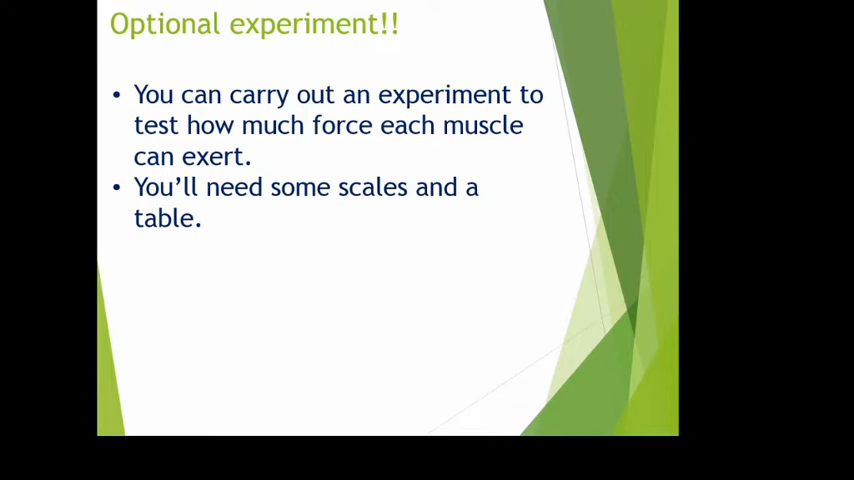 Optional experiment!!
• You can carry out an experiment to
test how much force each muscle
can exert.
• You’ll need some scales and a
table.